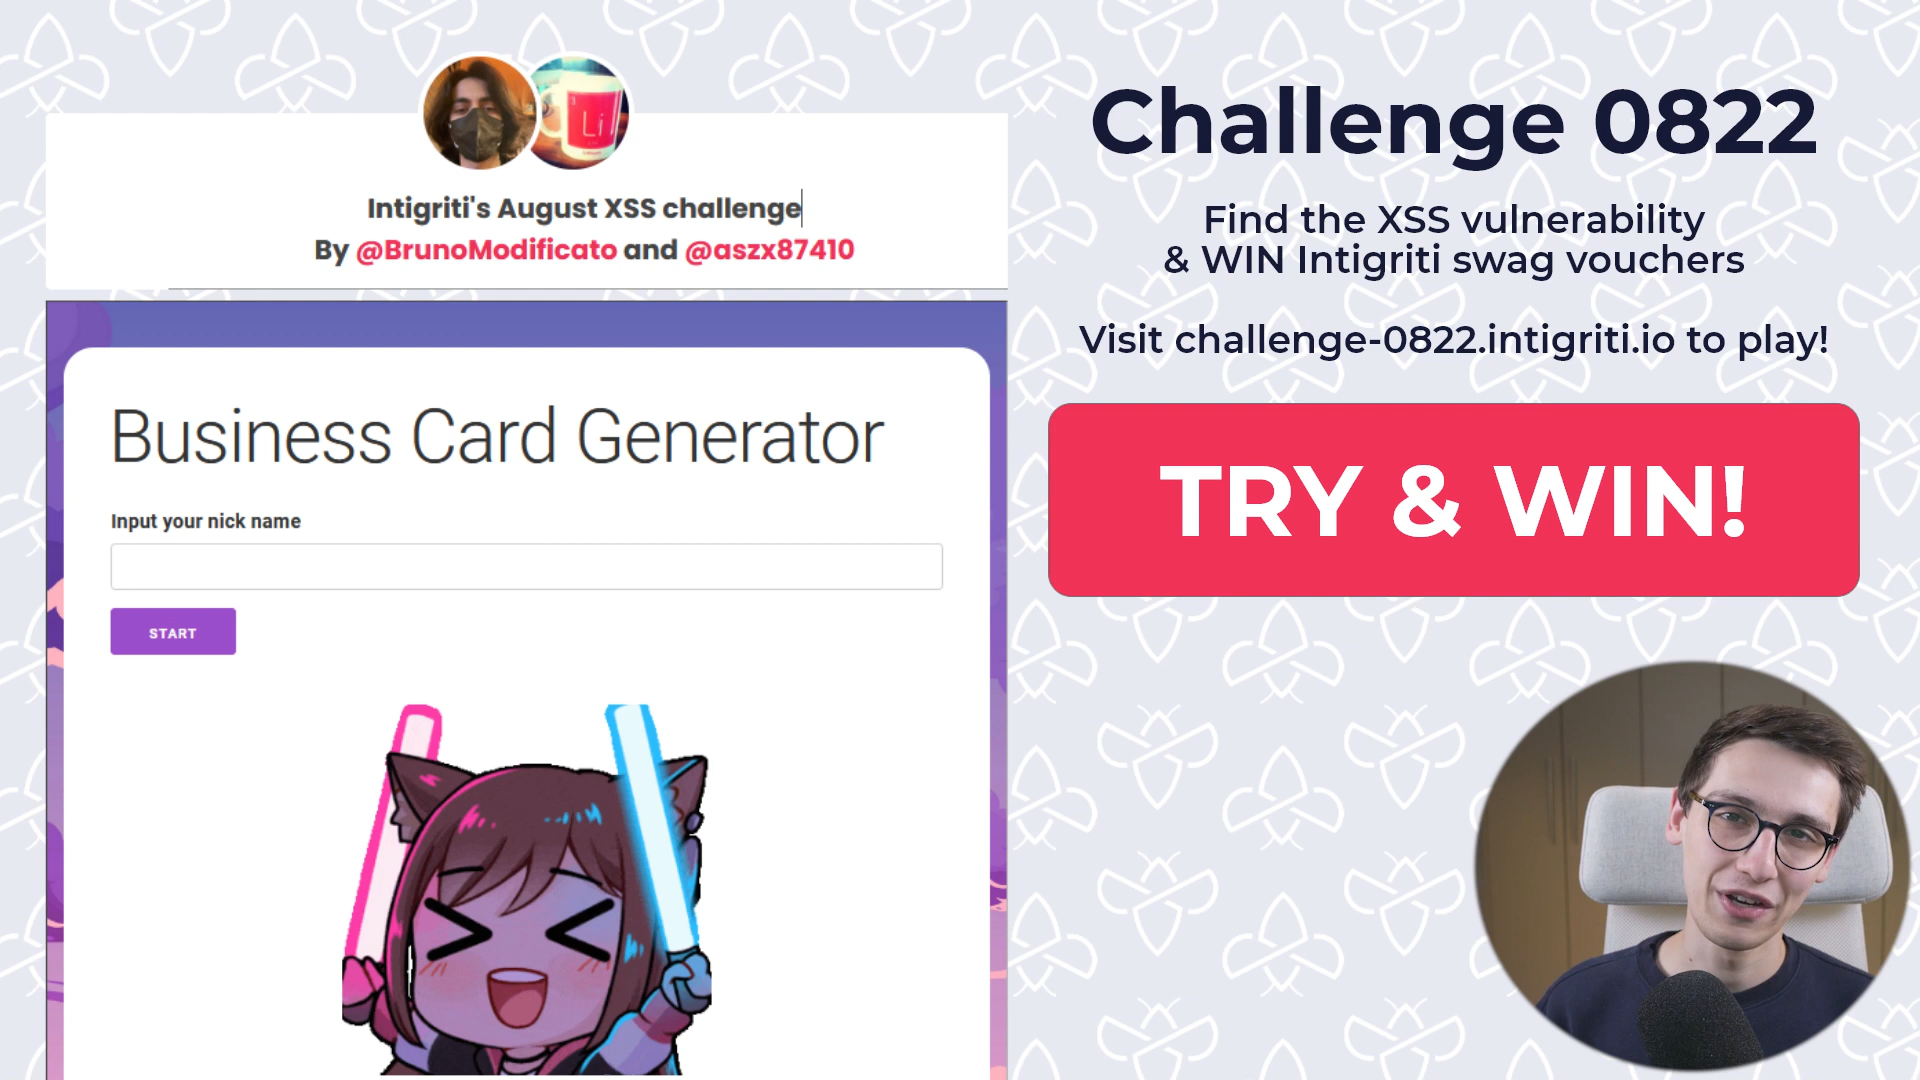 Intigriti's August XSS challenge
By @BrunoModificato and @aszx87410
Business Card Generator
Input your nick name
START
Li
Challenge 0822
Find the XSS vulnerability
& WIN Intigriti swag vouchers
Visit challenge-0822.intigriti.io to play!
TRY & WIN!